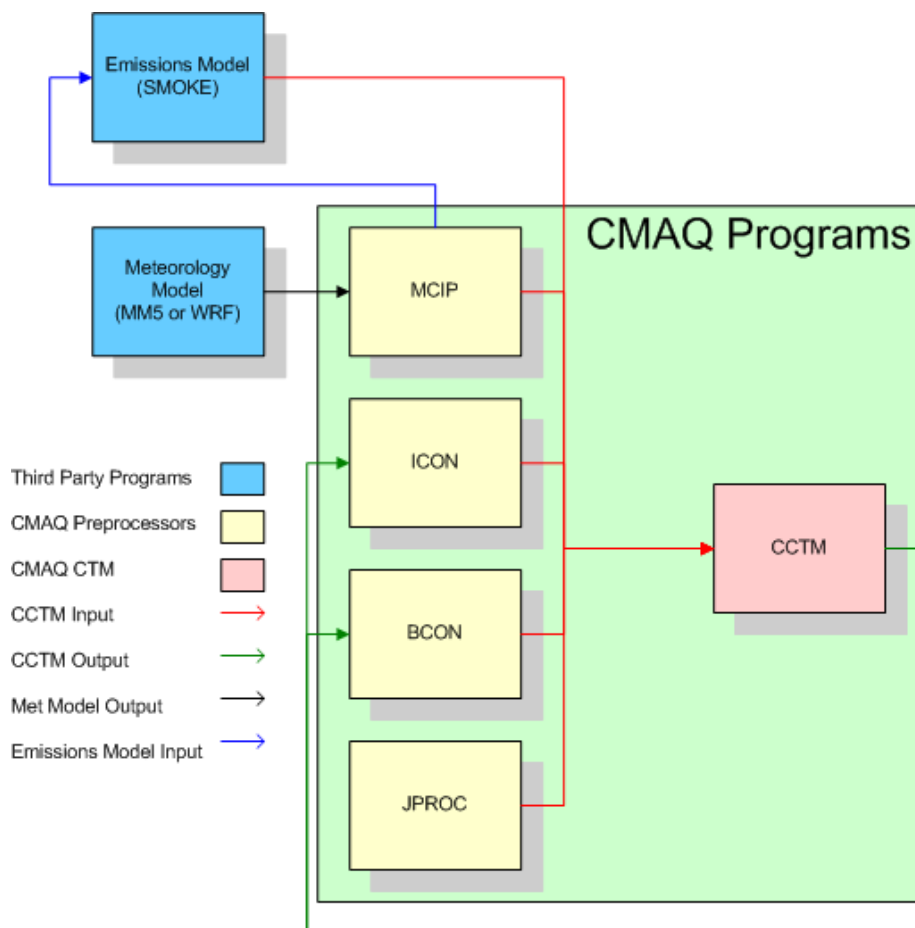 Emissions Model
(SMOKE)
CMAQ Programs
Meteorology
Model
(MM5 or WRF)
MCIP
ICON
Third Party Programs
CMAQ Preprocessors
CMAQ CTM
CCTM Input
CCTM Output
Met Model Output
Emissions Model Input
CCTM
BCON
JPROC